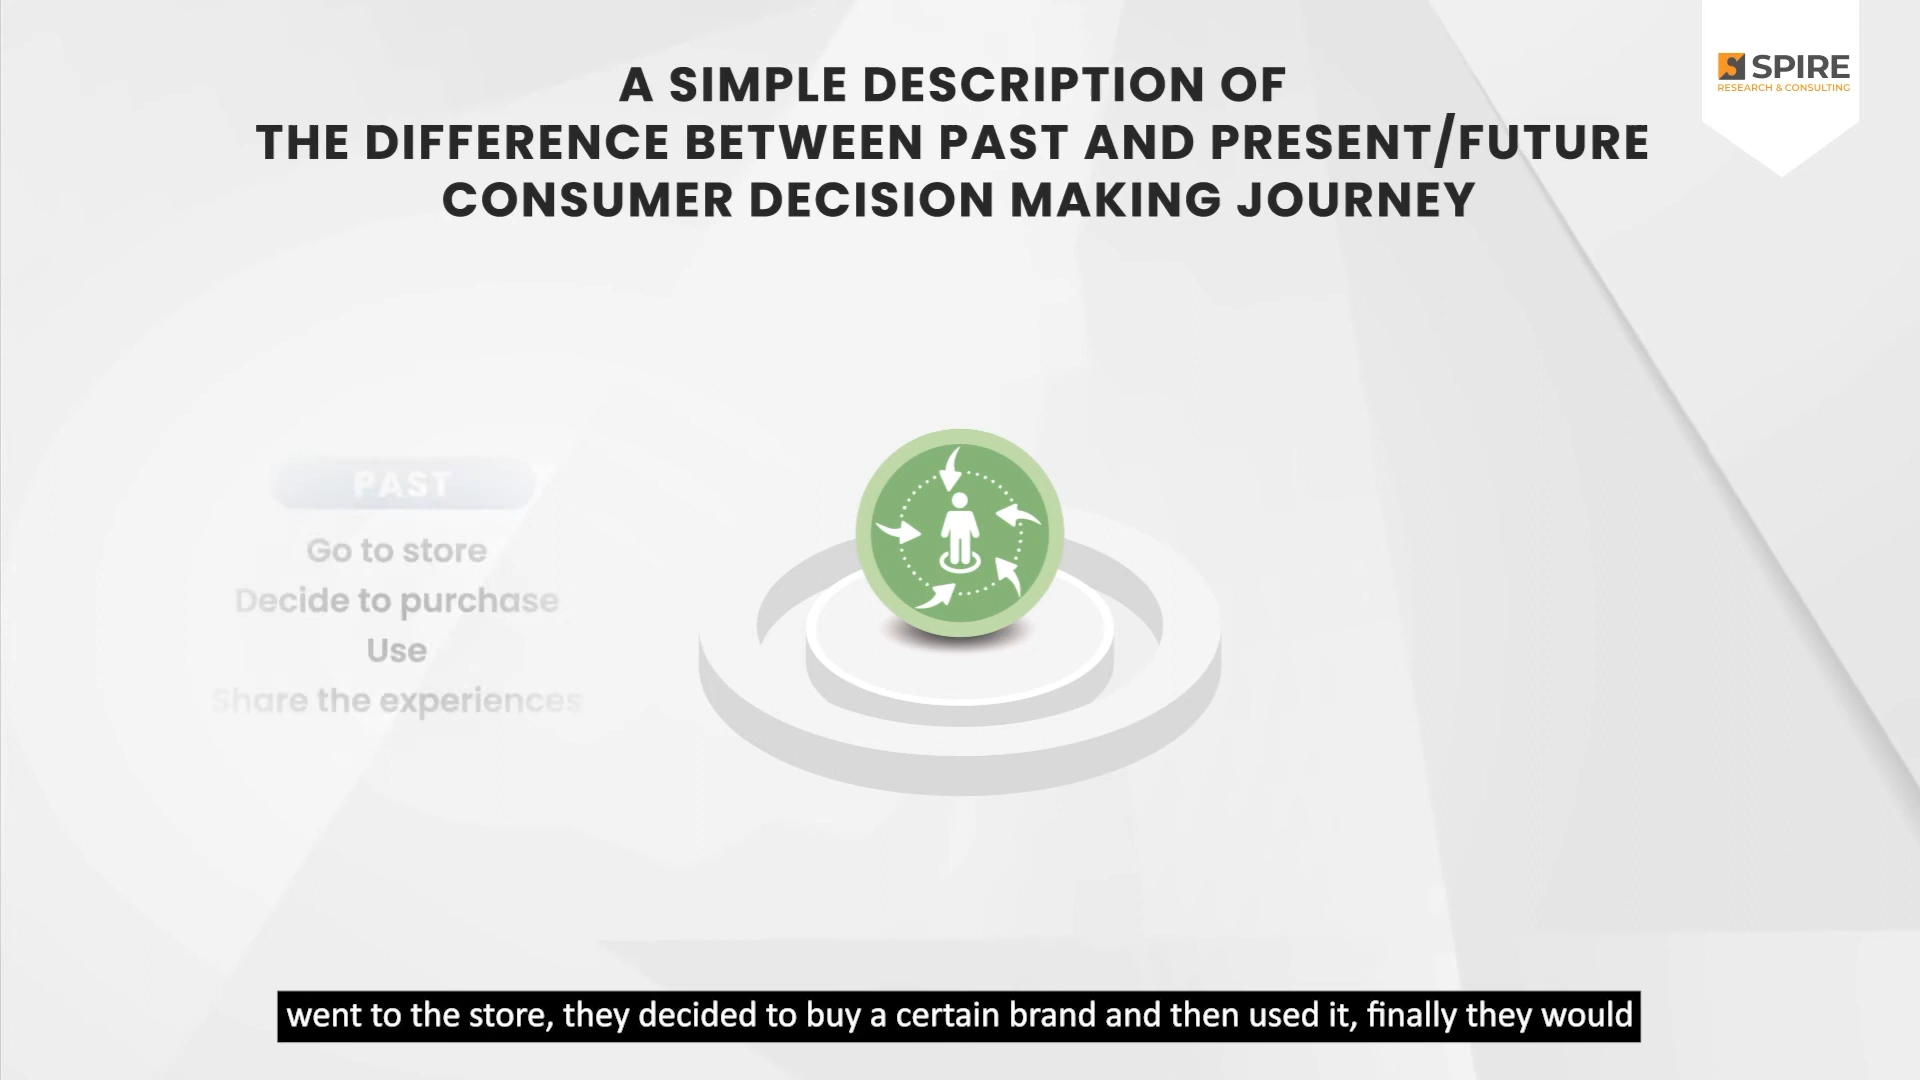 A SIMPLE DESCRIPTION OF
THE DIFFERENCE BETWEEN PAST AND PRESENT/FUTURE
CONSUMER DECISION MAKING JOURNEY
SPIRE
RESEARCH & CONSULTING
PAST
Go to store
Decide to purchase
Use
Share the experiences
went to the store, they decided to buy a certain brand and then used it, finally they would